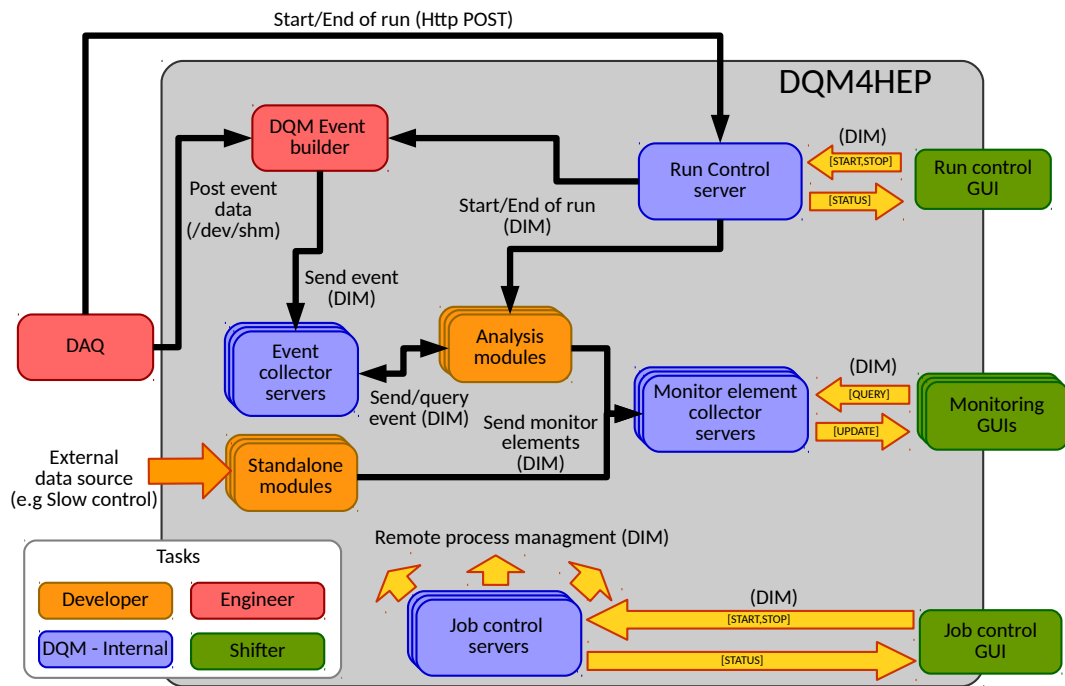 Start/End of run (Http POST)
DQM4HEP
DQM Event
builder
(DIM)
[START,STOP]
[STATUS]
Run Control
server
Run control
GUI
Post event
data
(/dev/shm)
Start/End of run
(DIM)
Send event
(DIM)
DAQ
Event
collector
servers
Analysis
modules
Send/query
event (DIM)
Send monitor
elements
(DIM)
Monitor element
collector
servers
(DIM)
[QUERY]
[UPDATE]
Monitoring
GUIs
External
data source
(e.g Slow control)
Standalone
modules
Remote process managment (DIM)
Tasks
Developer
Engineer
DQM - Internal
Shifter
Job control
servers
(DIM)
[START,STOP]
[STATUS]
Job control
GUI